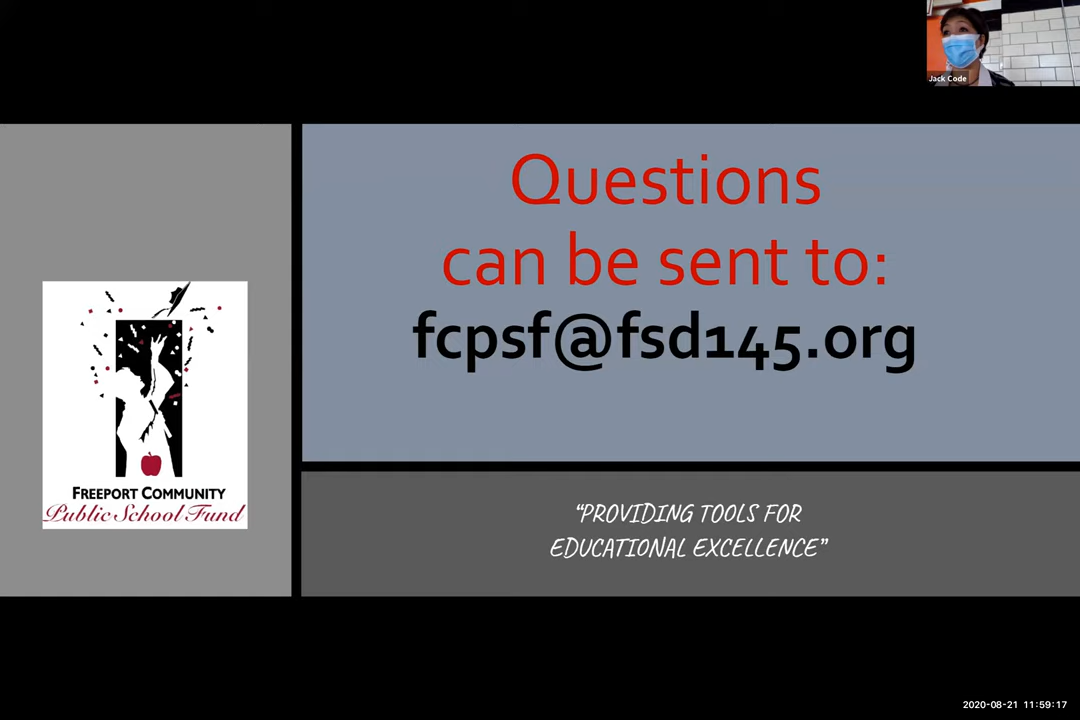 Jack Code
Questions
can be sent to:
fcpsf@fsd145.org
FREEPORT COMMUNITY
Public School Fund
“PROVIDING TOOLS FOR
EDUCATIONAL EXCELLENCE”
2020-08-21 11:59:17